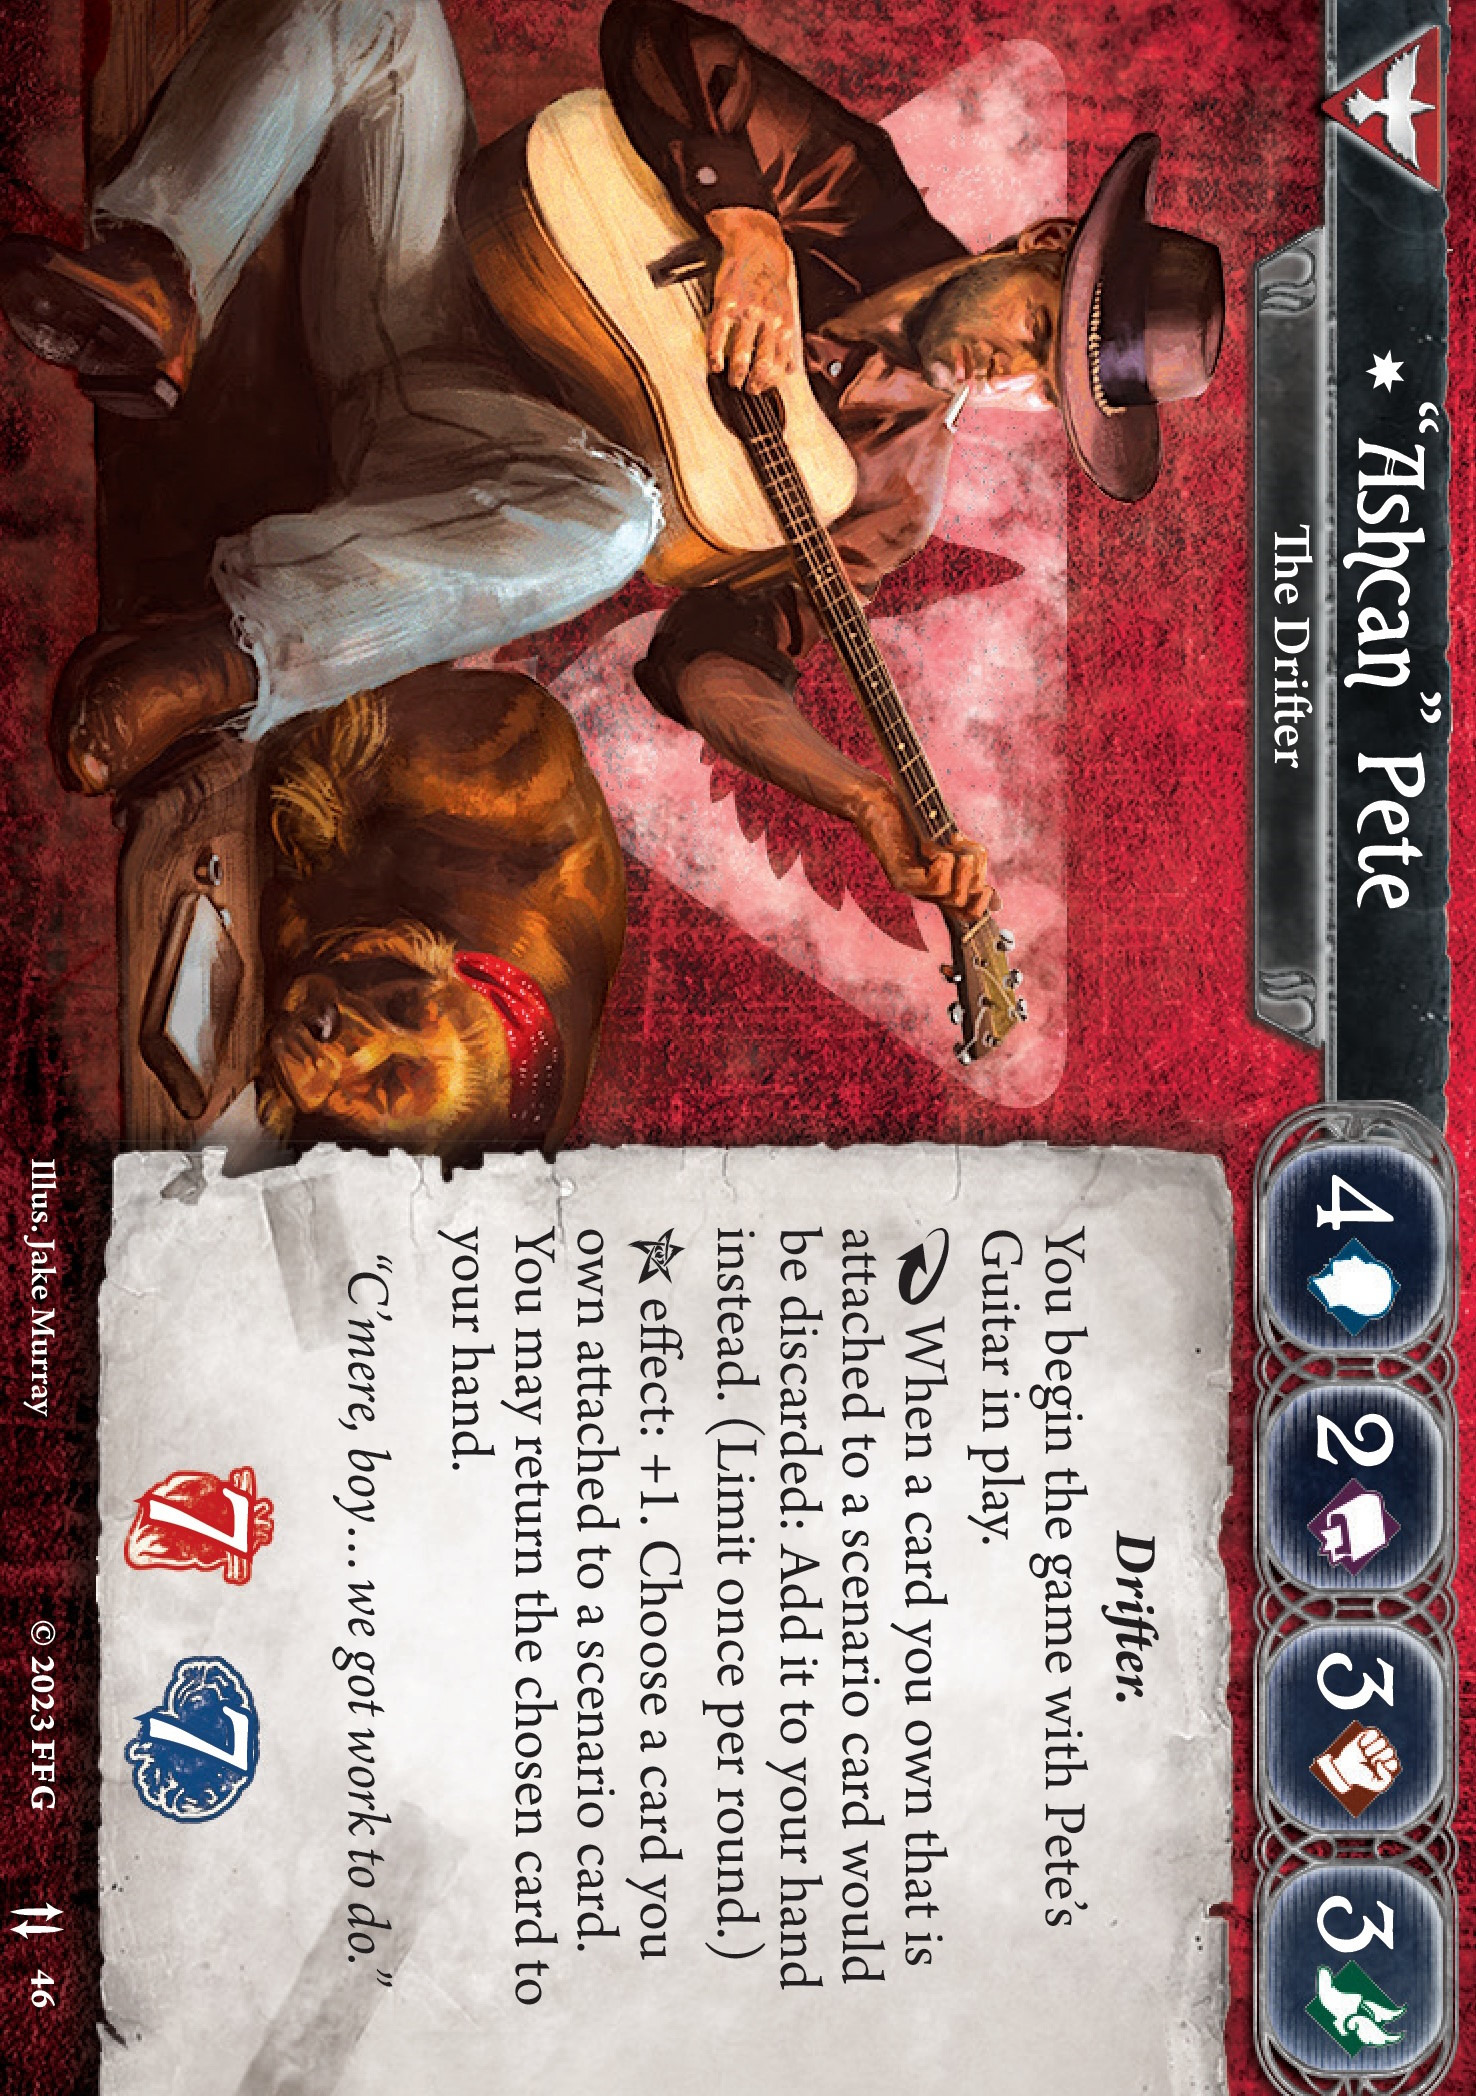 “Ashcan” Pete
The Drifter
4 2 3 3
Drifter.
You begin the game with Pete’s
Guitar in play.
When a card you own that is
attached to a scenario card would
be discarded: Add it to your hand
instead. (Limit once per round.)
effect: +1. Choose a card you
own attached to a scenario card.
You may return the chosen card to
your hand.
“C’mere, boy… we got work to do.”
7 7
Illus. Jake Murray © 2023 FFG 46